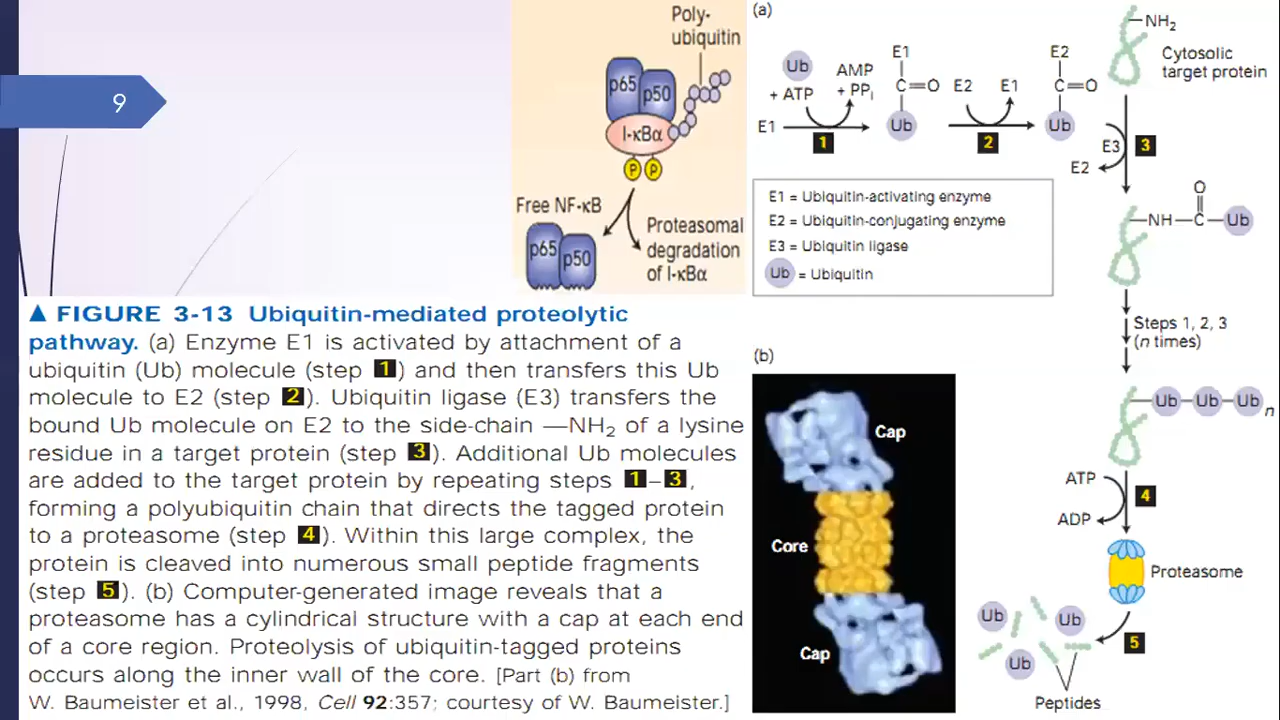 9
Poly-
ubiquitin
p65
p50
I-κBα
P
P
Free NF-κB
p65
p50
Proteasomal
degradation
of I-κBα
▲ FIGURE 3-13 Ubiquitin-mediated proteolytic
pathway. (a) Enzyme E1 is activated by attachment of a
ubiquitin (Ub) molecule (step 1) and then transfers this Ub
molecule to E2 (step 2). Ubiquitin ligase (E3) transfers the
bound Ub molecule on E2 to the side-chain —NH₂ of a lysine
residue in a target protein (step 3). Additional Ub molecules
are added to the target protein by repeating steps 1–3,
forming a polyubiquitin chain that directs the tagged protein
to a proteasome (step 4). Within this large complex, the
protein is cleaved into numerous small peptide fragments
(step 5). (b) Computer-generated image reveals that a
proteasome has a cylindrical structure with a cap at each end
of a core region. Proteolysis of ubiquitin-tagged proteins
occurs along the inner wall of the core. [Part (b) from
W. Baumeister et al., 1998, Cell 92:357; courtesy of W. Baumeister.]
(a)
Ub
+ ATP
AMP
+ PPi
E1
1
E1
C=O
Ub
E2
E1
2
E2
C=O
Ub
NH₂
Cytosolic
target protein
E3
E2
3
E1 = Ubiquitin-activating enzyme
E2 = Ubiquitin-conjugating enzyme
E3 = Ubiquitin ligase
Ub = Ubiquitin
O
NH—C—Ub
Steps 1, 2, 3
(n times)
Ub—Ub—Ub n
ATP
ADP
4
Proteasome
5
Ub
Ub
Ub
Peptides
(b)
Cap
Core
Cap